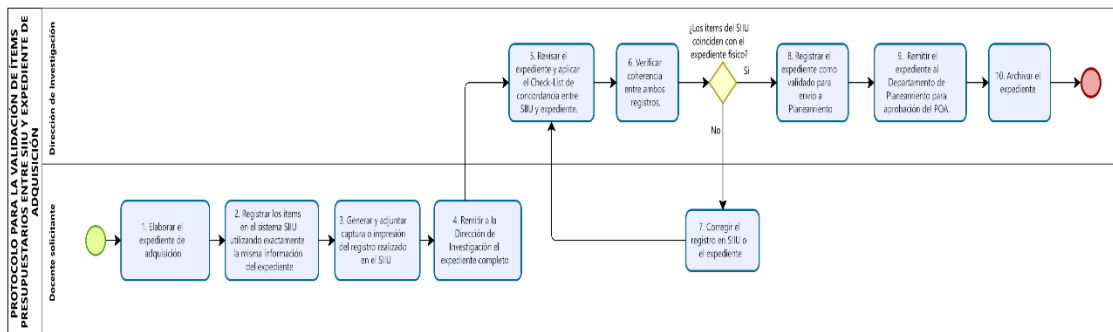 PROTOCOLO PARA LA VALIDACIÓN DE ÍTEMS
PRESUPUESTARIOS ENTRE SIIU Y EXPEDIENTE DE
ADQUISICIÓN
Dirección de Investigación
¿Los ítems del SIIU
coinciden con el
expediente físico?
5. Revisar el
expediente y aplicar
el Check-List de
concordancia entre
SIIU y expediente.
6. Verificar
coherencia
entre ambos
registros.
Si
No
8. Registrar el
expediente como
validado para
envío a
Planeamiento
9. Remitir el
expediente al
Departamento de
Planeamiento para
aprobación del POA.
10. Archivar el
expediente
Docente solicitante
1. Elaborar el
expediente de
adquisición
2. Registrar los ítems
en el sistema SIIU
utilizando exactamente
la misma información
del expediente
3. Generar y adjuntar
captura o impresión
del registro realizado
en el SIIU
4. Remitir a la
Dirección de
Investigación el
expediente completo
7. Corregir el
registro en SIIU o
el expediente